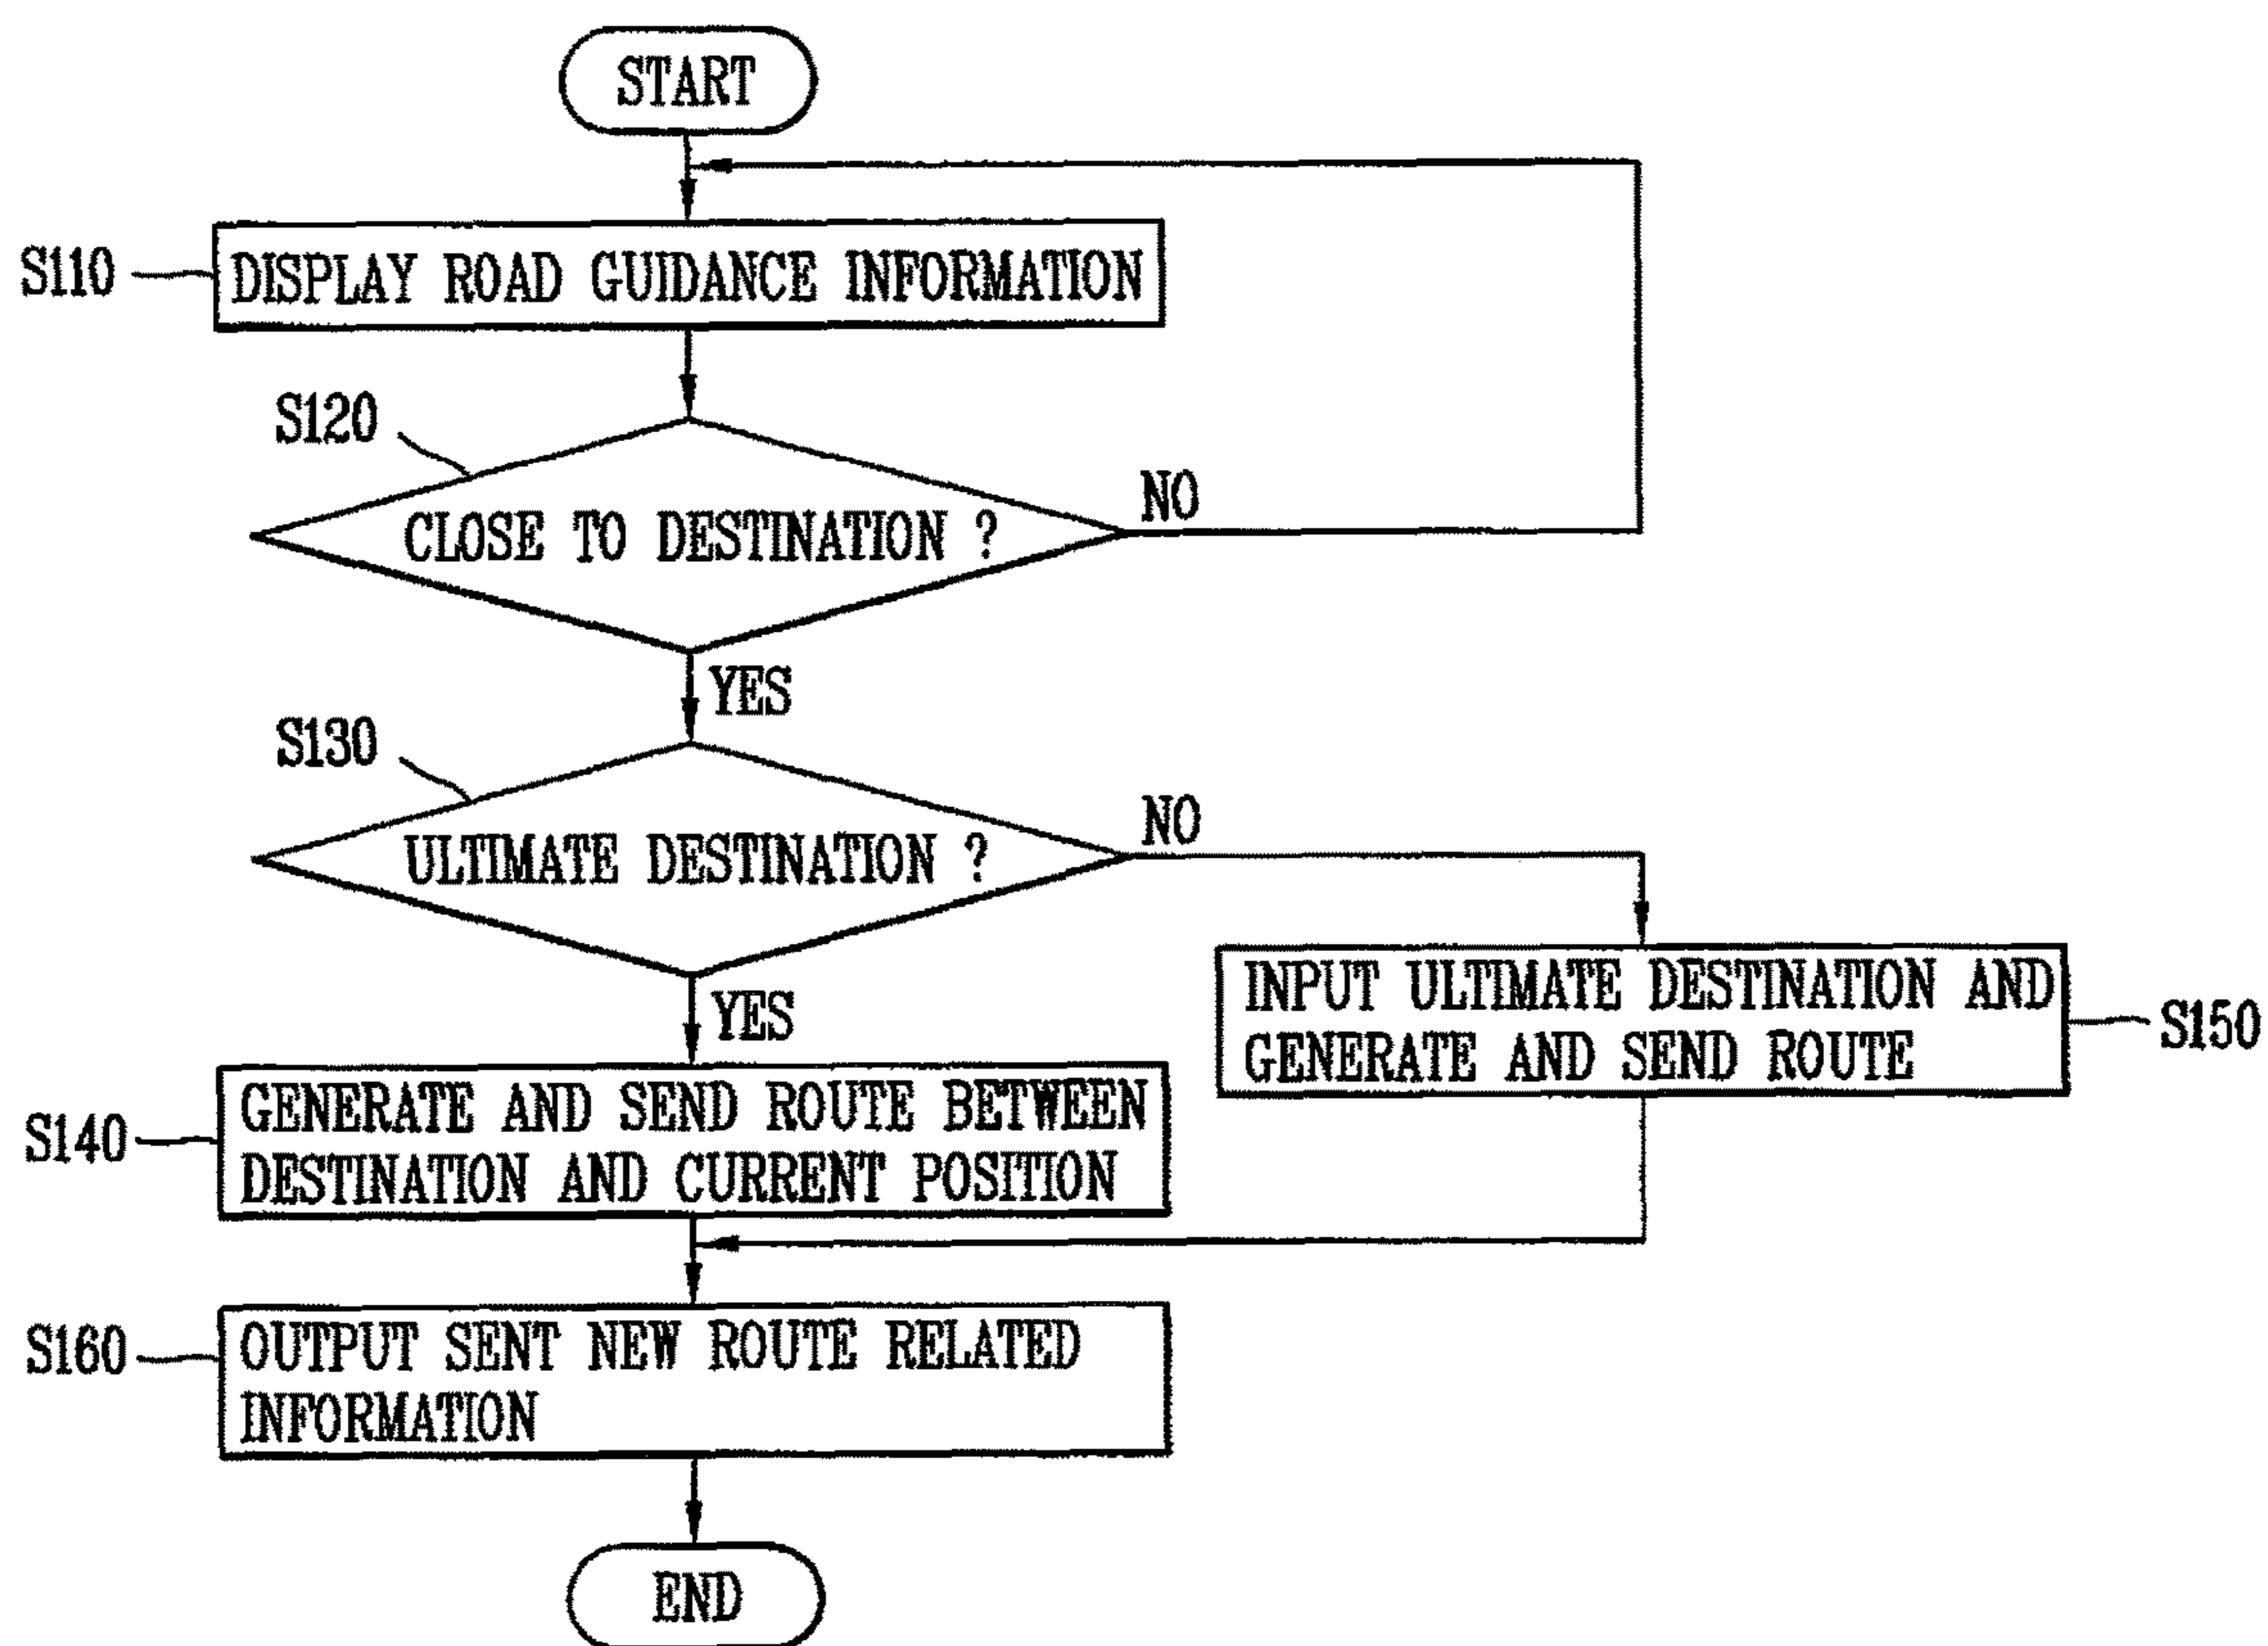 START
S110
DISPLAY ROAD GUIDANCE INFORMATION
S120
CLOSE TO DESTINATION ?
NO
YES
S130
ULTIMATE DESTINATION ?
NO
YES
INPUT ULTIMATE DESTINATION AND
GENERATE AND SEND ROUTE
S150
S140
GENERATE AND SEND ROUTE BETWEEN
DESTINATION AND CURRENT POSITION
S160
OUTPUT SENT NEW ROUTE RELATED
INFORMATION
END